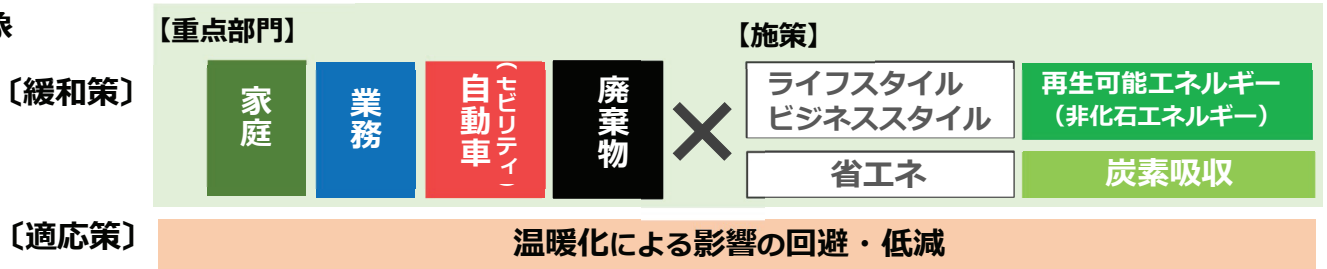 象
【重点部門】
【施策】
〔緩和策〕
家庭
業務
自動車
(モビリティ)
廃棄物
×
ライフスタイル
ビジネススタイル
再生可能エネルギー
（非化石エネルギー）
省エネ
炭素吸収
〔適応策〕
温暖化による影響の回避・低減